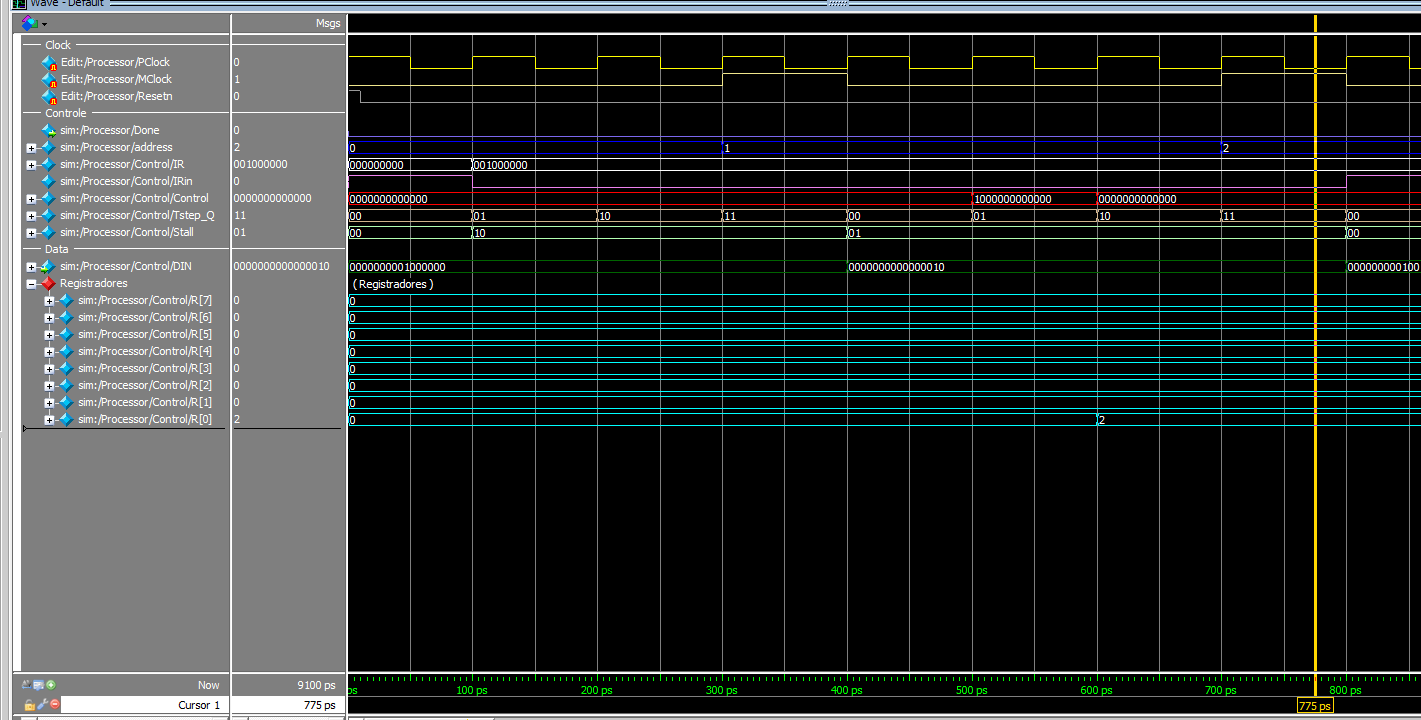 Wave - Default
Msgs
Clock
Edit:/Processor/PClock 0
Edit:/Processor/MClock 1
Edit:/Processor/Resetn 0
Controle
sim:/Processor/Done 0
sim:/Processor/address 2 0 1 2
sim:/Processor/Control/IR 001000000 000000000 001000000
sim:/Processor/Control/IRin 0
sim:/Processor/Control/Control 0000000000000 0000000000000 1000000000000 0000000000000
sim:/Processor/Control/Tstep_Q 11 00 01 10 11 00 01 10 11 00
sim:/Processor/Control/Stall 01 00 10 01 00
Data
sim:/Processor/Control/DIN 0000000000000010 0000000001000000 0000000000000010 000000000100
Registradores ( Registradores )
sim:/Processor/Control/R[7] 0 0
sim:/Processor/Control/R[6] 0 0
sim:/Processor/Control/R[5] 0 0
sim:/Processor/Control/R[4] 0 0
sim:/Processor/Control/R[3] 0 0
sim:/Processor/Control/R[2] 0 0
sim:/Processor/Control/R[1] 0 0
sim:/Processor/Control/R[0] 2 0 2
Now 9100 ps ps 100 ps 200 ps 300 ps 400 ps 500 ps 600 ps 700 ps 800 ps
Cursor 1 775 ps 775 ps